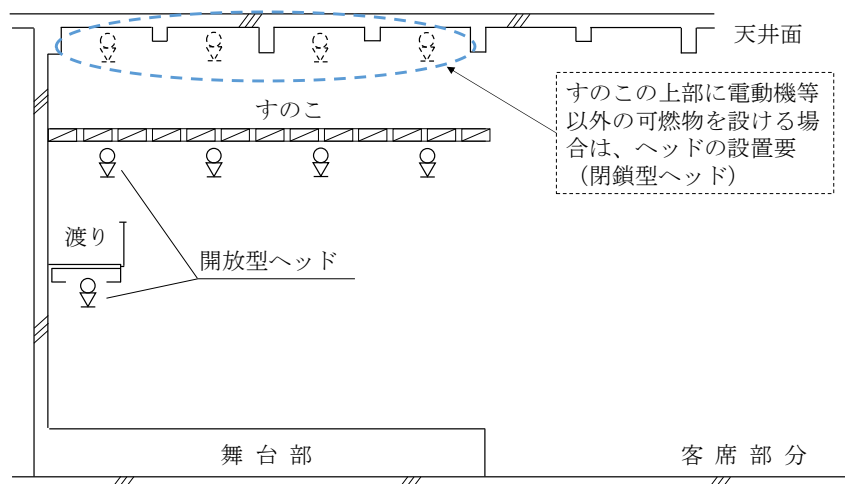 天井面
すのこの上部に電動機等
以外の可燃物を設ける場
合は、ヘッドの設置要
（閉鎖型ヘッド）
すのこ
渡り
開放型ヘッド
舞台部
客席部分